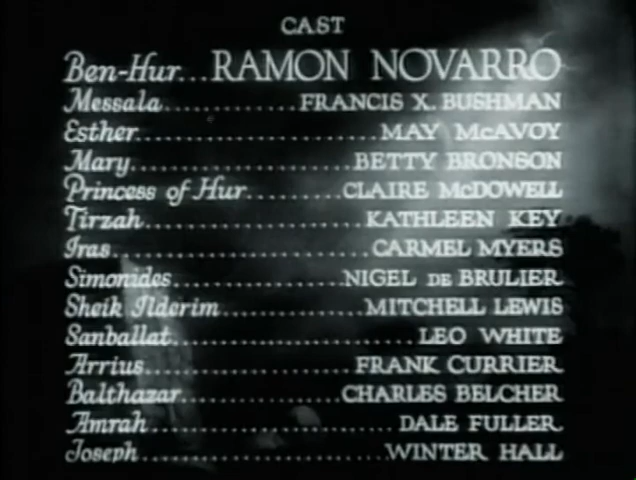 CAST
Ben-Hur...RAMON NOVARRO
Messala..............FRANCIS X. BUSHMAN
Esther.........................MAY McAVOY
Mary.......................BETTY BRONSON
Princess of Hur..........CLAIRE McDOWELL
Tirzah......................KATHLEEN KEY
Iras..........................CARMEL MYERS
Simonides.................NIGEL DE BRULIER
Sheik Ilderim...............MITCHELL LEWIS
Sanballat.........................LEO WHITE
Arrius.....................FRANK CURRIER
Balthazar................CHARLES BELCHER
Amrah.........................DALE FULLER
Joseph.........................WINTER HALL